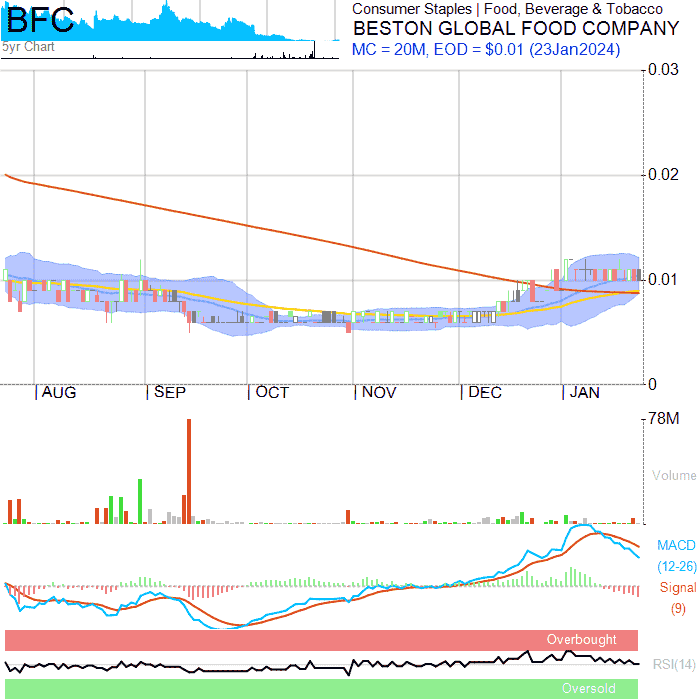 BFC
5yr Chart
Consumer Staples | Food, Beverage & Tobacco
BESTON GLOBAL FOOD COMPANY
MC = 20M, EOD = $0.01 (23Jan2024)
0.03
0.02
0.01
0
AUG SEP OCT NOV DEC JAN
78M
Volume
MACD
(12-26)
Signal
(9)
Overbought
RSI(14)
Oversold